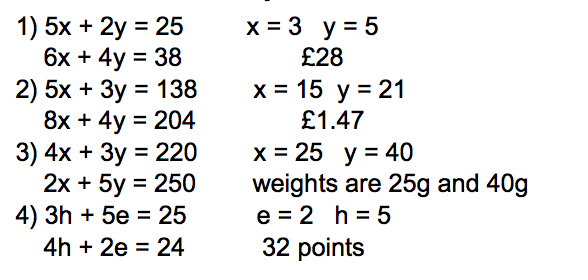 1) 5x + 2y = 25 x = 3 y = 5
6x + 4y = 38 £28
2) 5x + 3y = 138 x = 15 y = 21
8x + 4y = 204 £1.47
3) 4x + 3y = 220 x = 25 y = 40
2x + 5y = 250 weights are 25g and 40g
4) 3h + 5e = 25 e = 2 h = 5
4h + 2e = 24 32 points